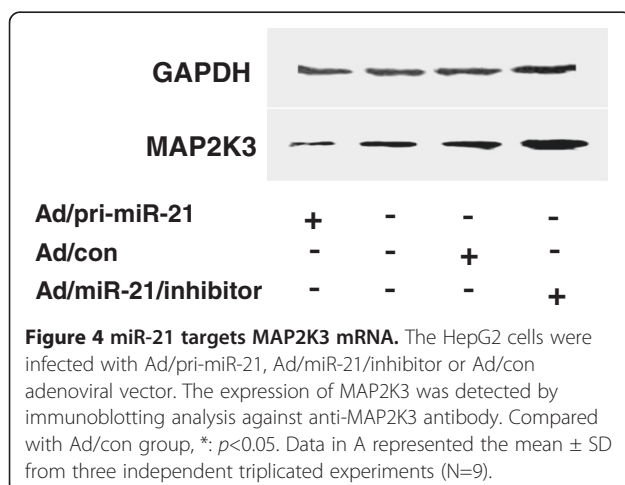 GAPDH
MAP2K3
Ad/pri-miR-21 + - - -
Ad/con - - + -
Ad/miR-21/inhibitor - - - +
Figure 4 miR-21 targets MAP2K3 mRNA. The HepG2 cells were
infected with Ad/pri-miR-21, Ad/miR-21/inhibitor or Ad/con
adenoviral vector. The expression of MAP2K3 was detected by
immunoblotting analysis against anti-MAP2K3 antibody. Compared
with Ad/con group, *: p<0.05. Data in A represented the mean ± SD
from three independent triplicated experiments (N=9).